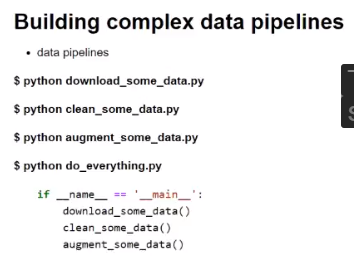 Building complex data pipelines
• data pipelines
$ python download_some_data.py
$ python clean_some_data.py
$ python augment_some_data.py
$ python do_everything.py
if __name__ == '__main__':
    download_some_data()
    clean_some_data()
    augment_some_data()